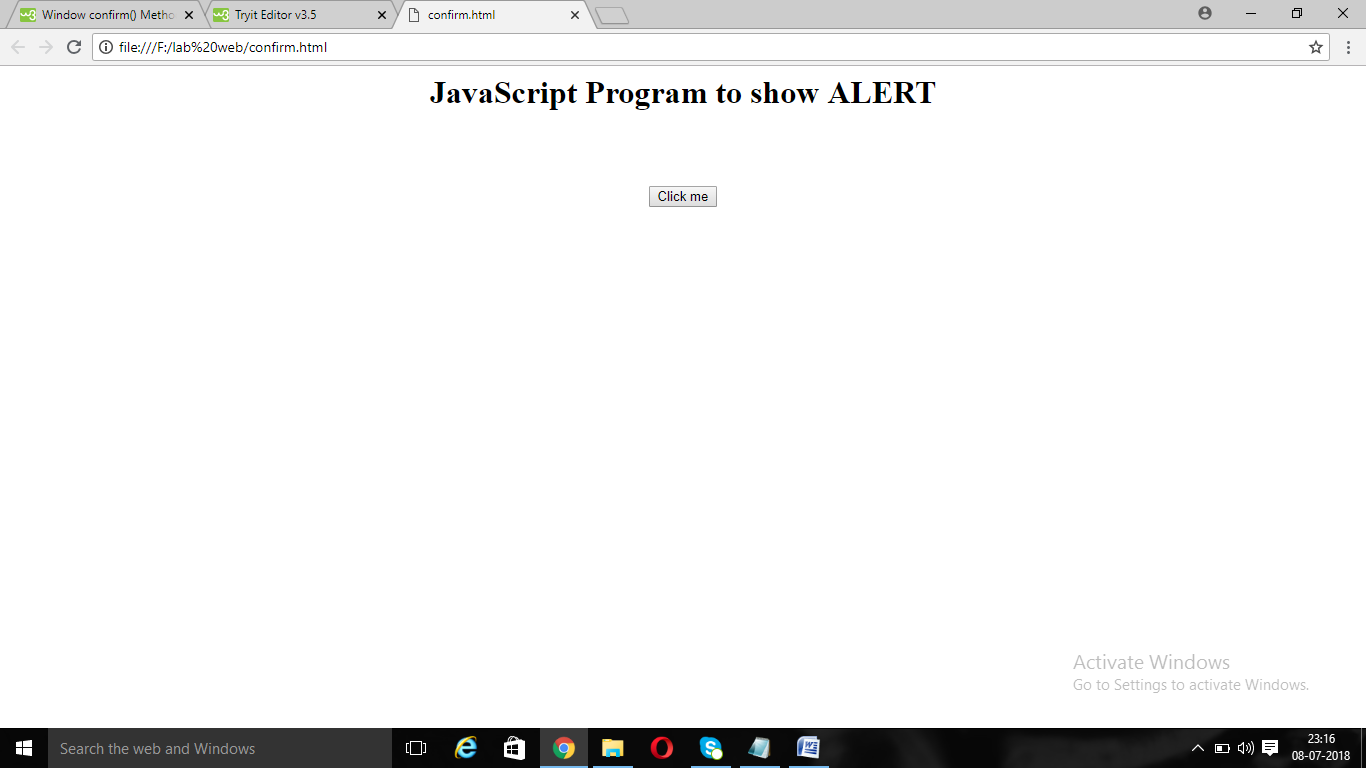 Window confirm() Metho
Tryit Editor v3.5
confirm.html
file:///F:/lab%20web/confirm.html
JavaScript Program to show ALERT
Click me
Activate Windows
Go to Settings to activate Windows.
Search the web and Windows
23:16
08-07-2018